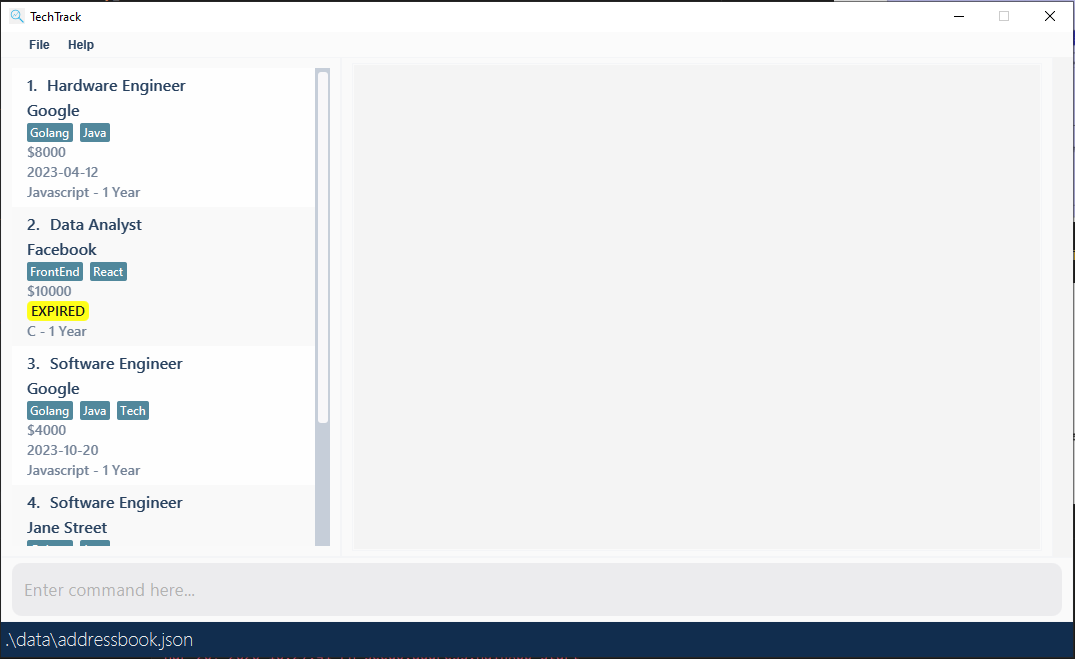 TechTrack
File Help
1. Hardware Engineer
Google
Golang Java
$8000
2023-04-12
Javascript - 1 Year
2. Data Analyst
Facebook
FrontEnd React
$10000
EXPIRED
C - 1 Year
3. Software Engineer
Google
Golang Java Tech
$4000
2023-10-20
Javascript - 1 Year
4. Software Engineer
Jane Street
Enter command here...
.\data\addressbook.json